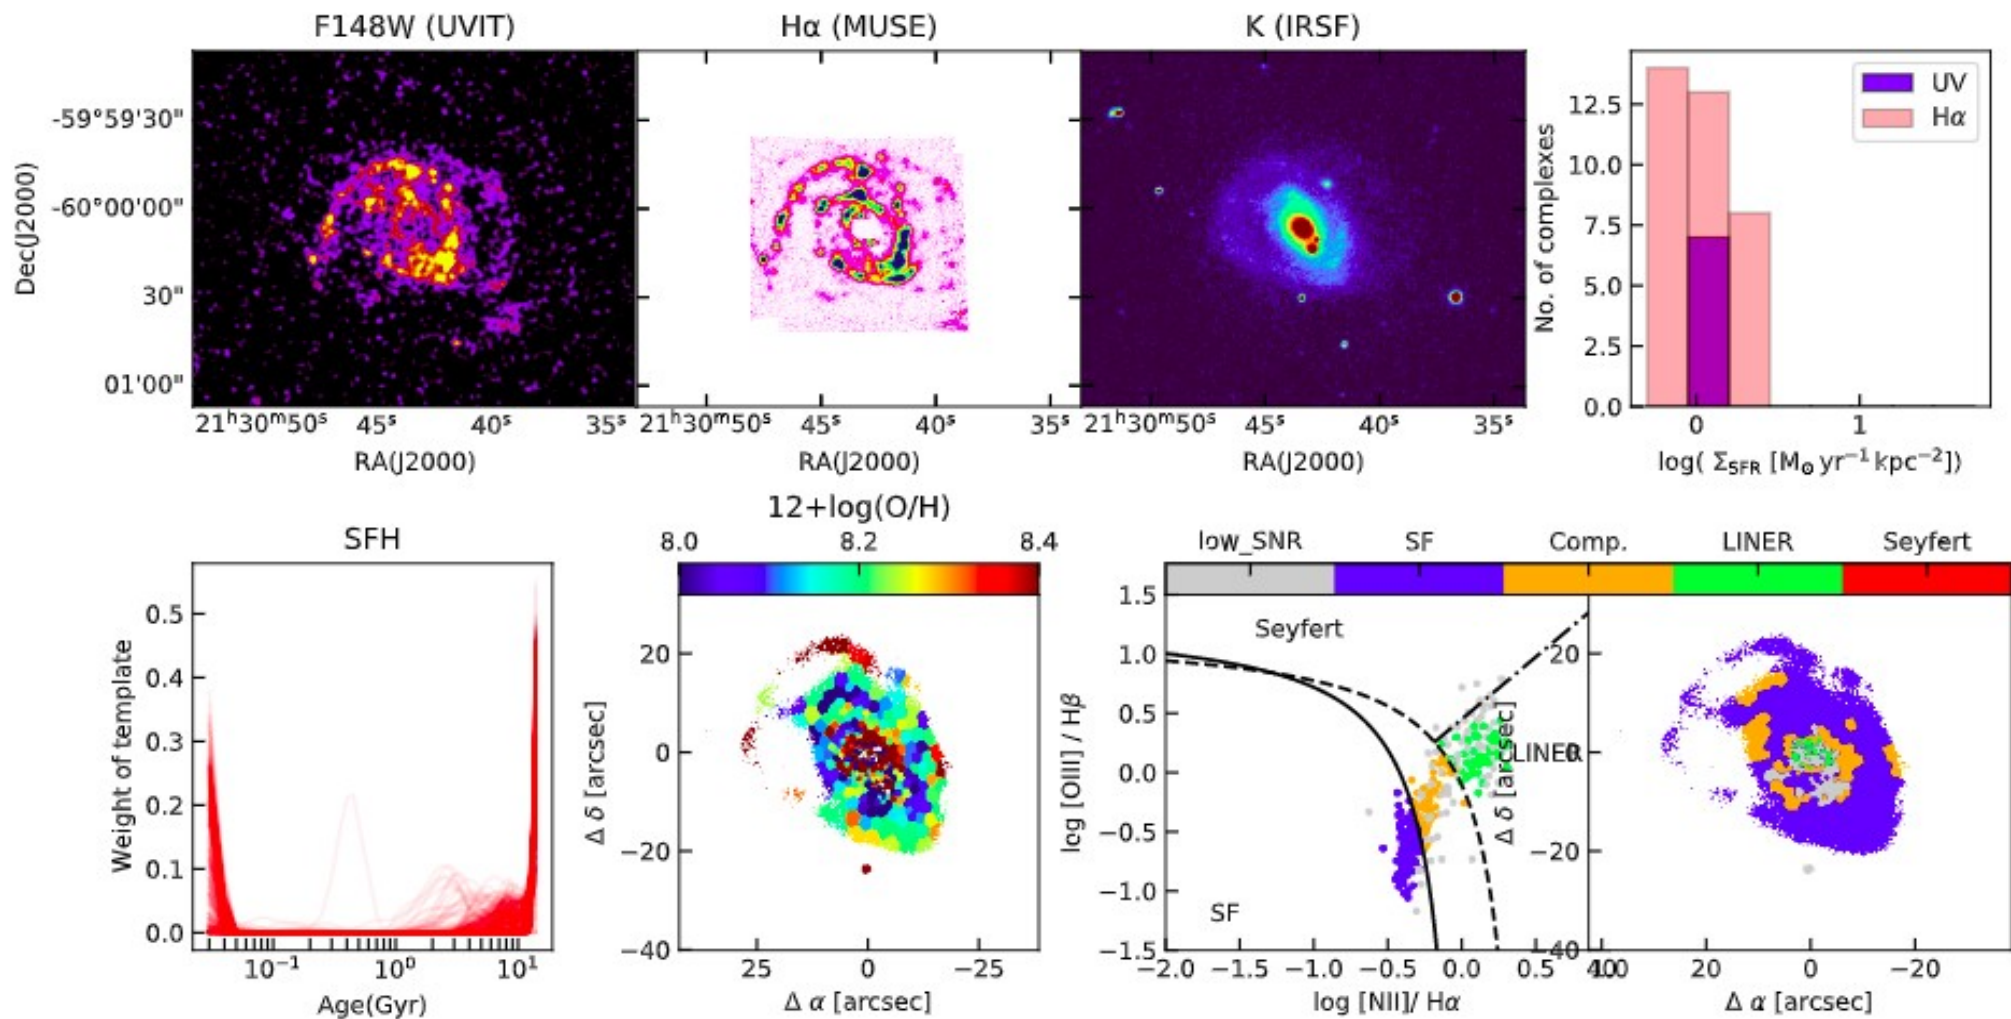 F148W (UVIT)
Hα (MUSE)
K (IRSF)
-59°59'30"
-60°00'00"
30"
01'00"
Dec(J2000)
21ʰ30ᵐ50ˢ 45ˢ 40ˢ 35ˢ
RA(J2000)
21ʰ30ᵐ50ˢ 45ˢ 40ˢ
RA(J2000)
21ʰ30ᵐ50ˢ 45ˢ 40ˢ 35ˢ
RA(J2000)
UV
Hα
12.5
10.0
7.5
5.0
2.5
0.0
No. of complexes
0 1
log( Σ_SFR [M⊙ yr⁻¹ kpc⁻²])
SFH
0.5
0.4
0.3
0.2
0.1
0.0
Weight of template
10⁻¹ 10⁰ 10¹
Age(Gyr)
12+log(O/H)
8.0 8.2 8.4
20
0
−20
−40
Δ δ [arcsec]
25 0 −25
Δ α [arcsec]
low_SNR SF Comp. LINER Seyfert
1.5
1.0
0.5
0.0
−0.5
−1.0
−1.5
log [OIII] / Hβ
Seyfert
LINER
SF
−2.0 −1.5 −1.0 −0.5 0.0 0.5 1.0
log [NII]/ Hα
20
0
−20
−40
Δ δ [arcsec]
40 20 0 −20
Δ α [arcsec]